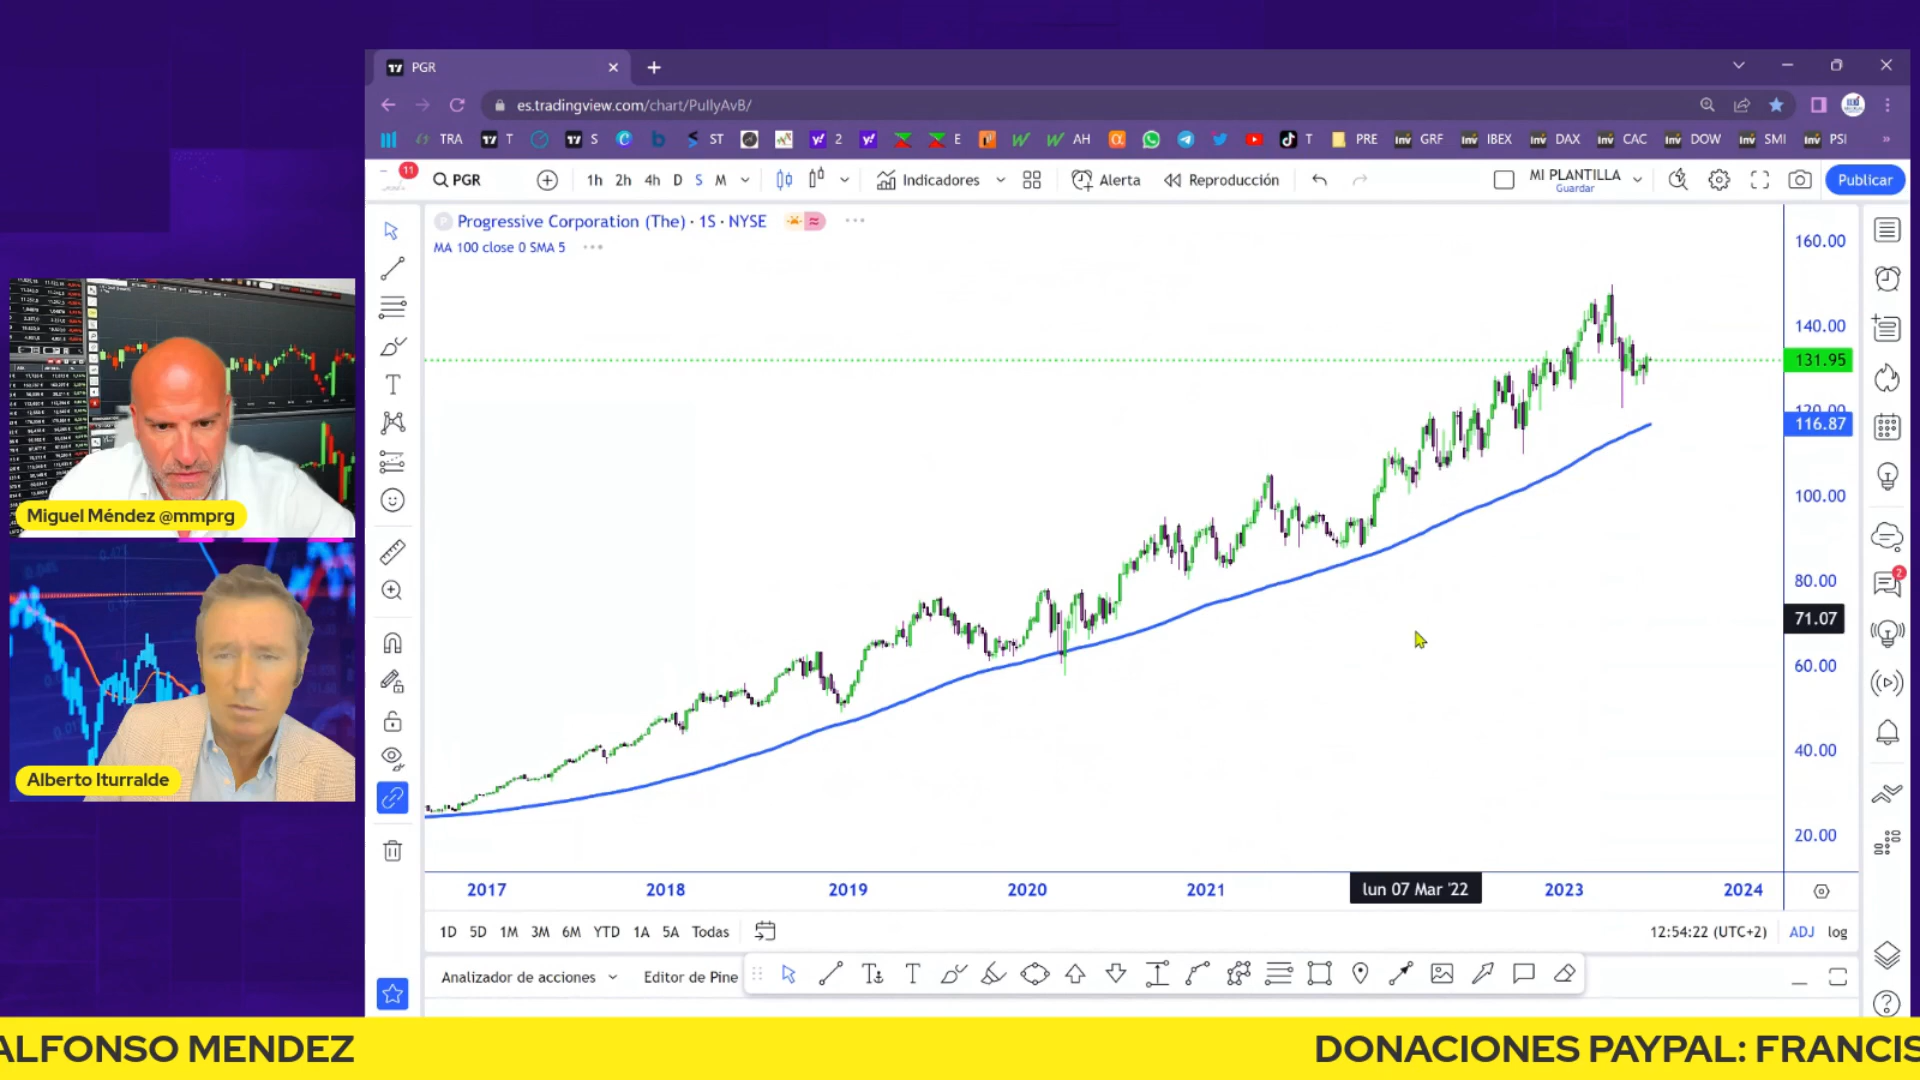 PGR
es.tradingview.com/chart/PullyAvB/
TRA T S ST 2 E AH T PRE GRF IBEX DAX CAC DOW SMI PSI »
11
PGR 1h 2h 4h D S M Indicadores Alerta Reproducción MI PLANTILLA Publicar
Guardar
Progressive Corporation (The) · 1S · NYSE
MA 100 close 0 SMA 5
160.00
140.00
131.95
120.00
116.87
100.00
80.00
71.07
60.00
40.00
20.00
2
Miguel Méndez @mmprg
Alberto Iturralde
2017 2018 2019 2020 2021 lun 07 Mar '22 2023 2024
1D 5D 1M 3M 6M YTD 1A 5A Todas 12:54:22 (UTC+2) ADJ log
Analizador de acciones Editor de Pine
ALFONSO MENDEZ DONACIONES PAYPAL: FRANCIS